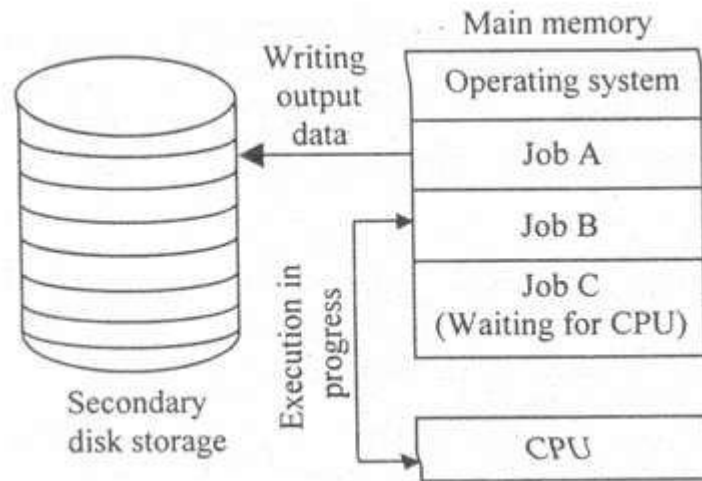 Main memory
Writing
output
data
Operating system
Job A
Job B
Job C
(Waiting for CPU)
Execution in
progress
Secondary
disk storage
CPU